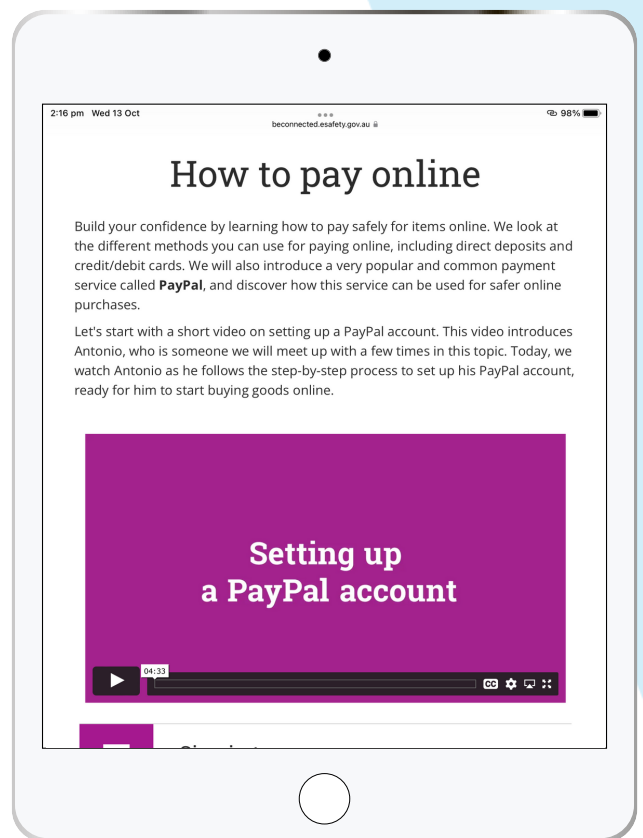 2:16 pm Wed 13 Oct
beconnected.esafety.gov.au
98%
How to pay online
Build your confidence by learning how to pay safely for items online. We look at
the different methods you can use for paying online, including direct deposits and
credit/debit cards. We will also introduce a very popular and common payment
service called PayPal, and discover how this service can be used for safer online
purchases.
Let's start with a short video on setting up a PayPal account. This video introduces
Antonio, who is someone we will meet up with a few times in this topic. Today, we
watch Antonio as he follows the step-by-step process to set up his PayPal account,
ready for him to start buying goods online.
Setting up
a PayPal account
04:33
CC